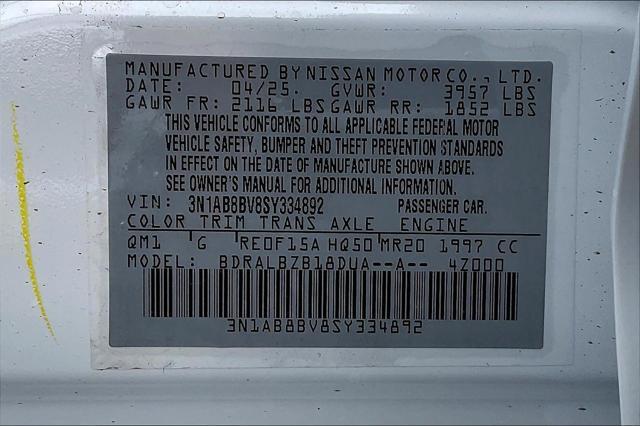 MANUFACTURED BY NISSAN MOTOR CO., LTD.
DATE: 04/25. GVWR: 3957 LBS
GAWR FR: 2116 LBS GAWR RR: 1852 LBS
THIS VEHICLE CONFORMS TO ALL APPLICABLE FEDERAL MOTOR
VEHICLE SAFETY, BUMPER AND THEFT PREVENTION STANDARDS
IN EFFECT ON THE DATE OF MANUFACTURE SHOWN ABOVE.
SEE OWNER'S MANUAL FOR ADDITIONAL INFORMATION.
VIN: 3N1AB8BV8SY334892 PASSENGER CAR.
COLOR TRIM TRANS AXLE ENGINE
QM1 G RE0F15A HQ50 MR20 1997 CC
MODEL: BDRALBZB18DUA--A-- 4Z000
3N1AB8BV8SY334892